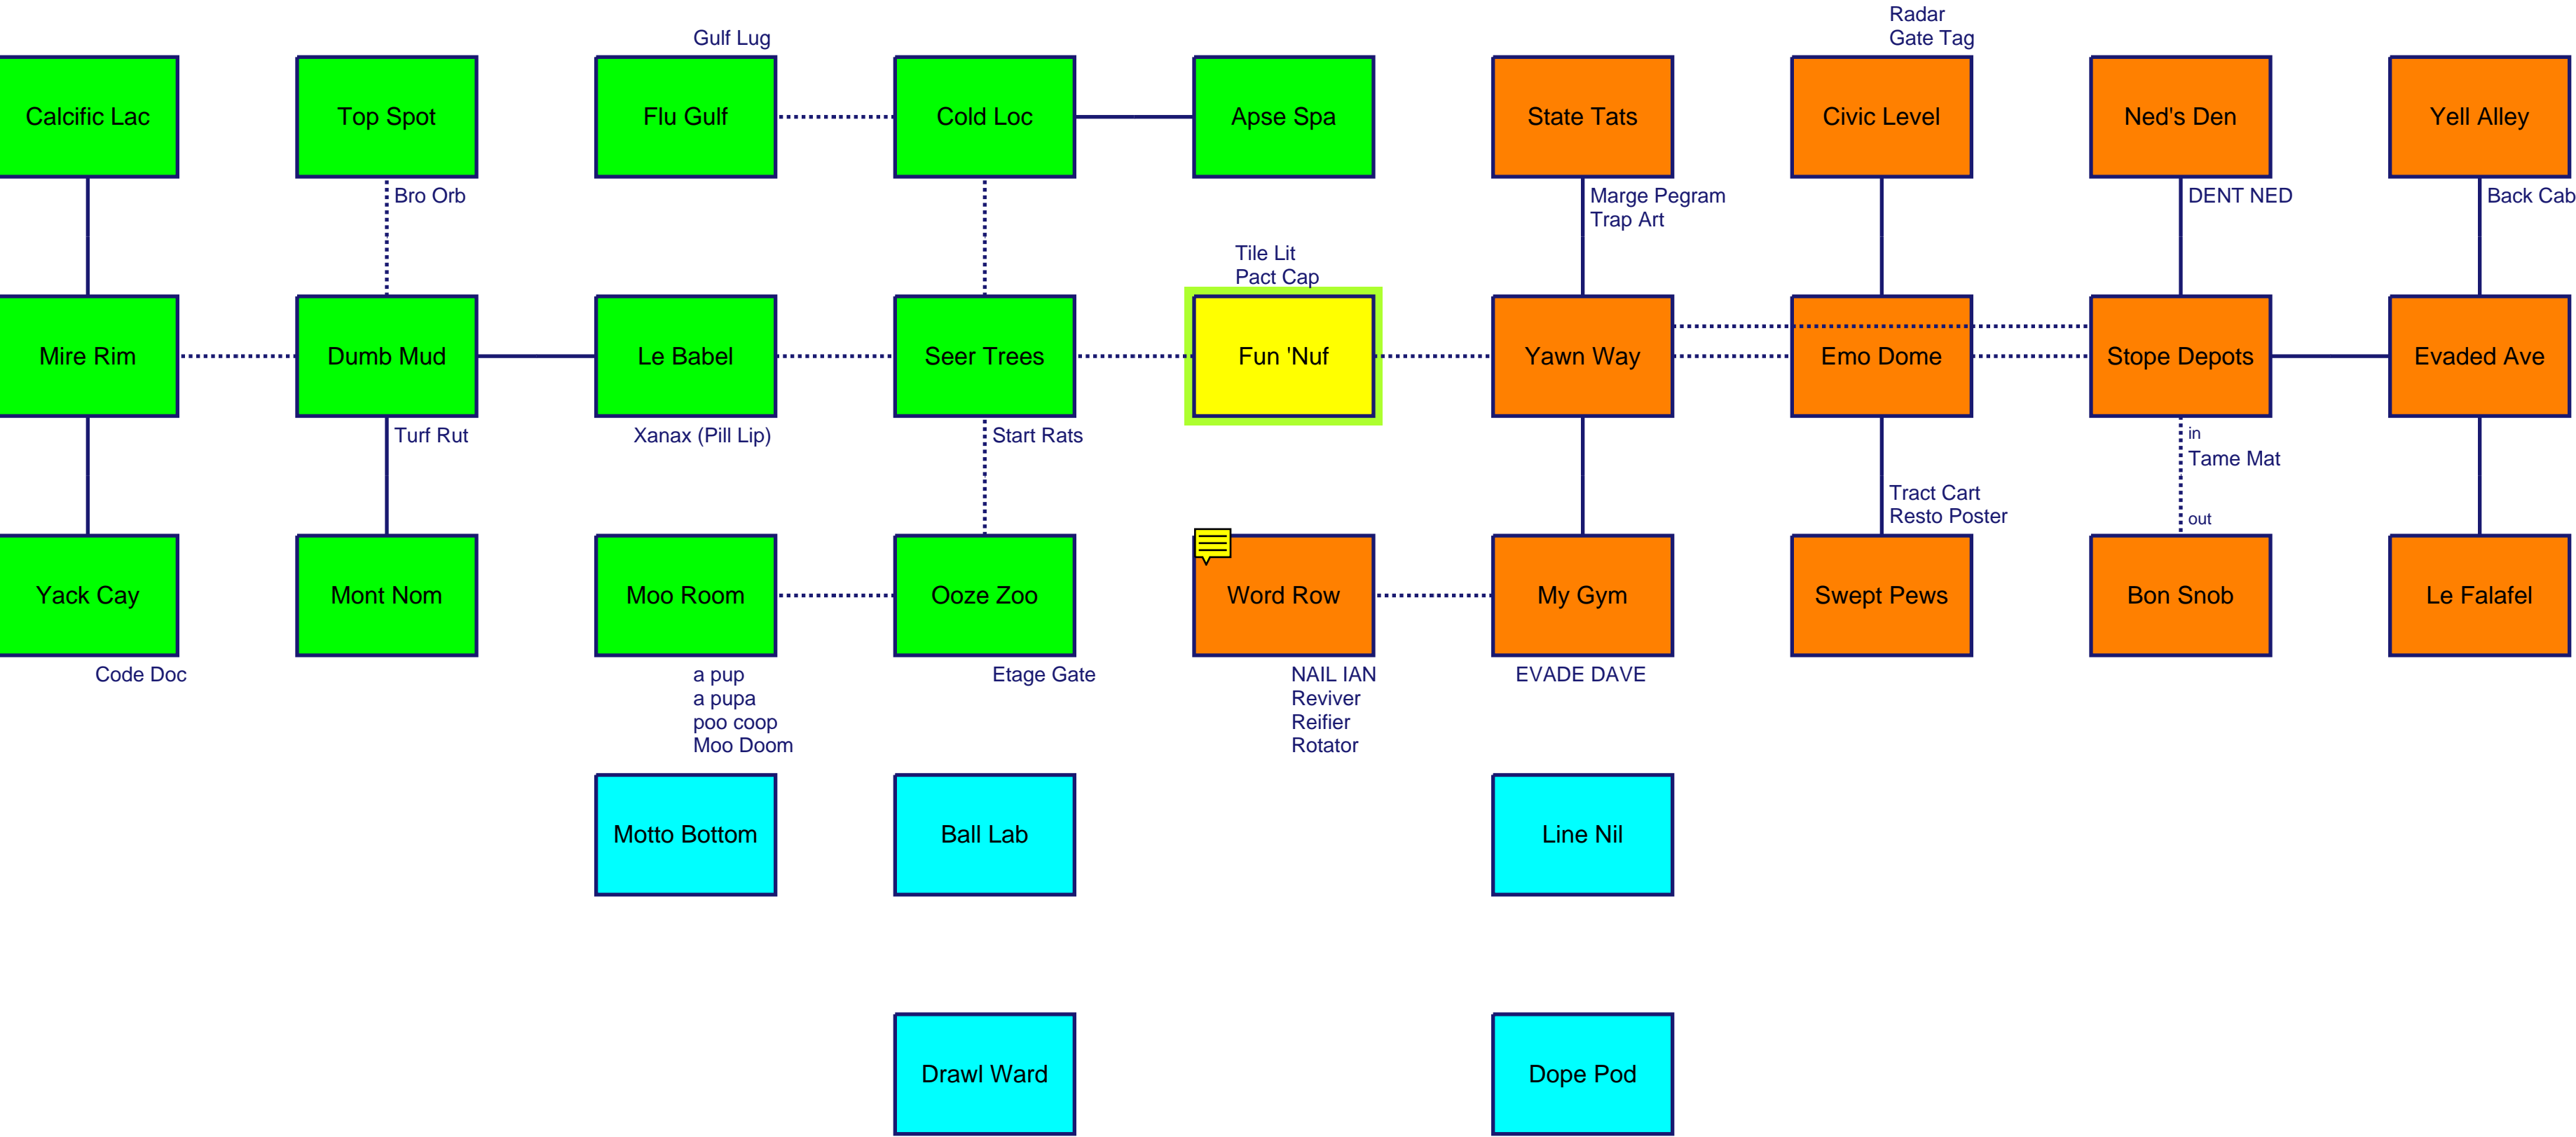 Radar
Gulf Lug
Gate Tag
Calcific Lac
Top Spot
Flu Gulf
Cold Loc
Apse Spa
State Tats
Civic Level
Ned's Den
Yell Alley
Bro Orb
Marge Pegram
Trap Art
DENT NED
Back Cab
Tile Lit
Pact Cap
Mire Rim
Dumb Mud
Le Babel
Seer Trees
Fun 'Nuf
Yawn Way
Emo Dome
Stope Depots
Evaded Ave
Turf Rut
Xanax (Pill Lip)
Start Rats
in
Tame Mat
Tract Cart
Resto Poster
out
Yack Cay
Mont Nom
Moo Room
Ooze Zoo
Word Row
My Gym
Swept Pews
Bon Snob
Le Falafel
Code Doc
a pup
a pupa
poo coop
Moo Doom
Etage Gate
NAIL IAN
Reviver
Reifier
Rotator
EVADE DAVE
Motto Bottom
Ball Lab
Line Nil
Drawl Ward
Dope Pod